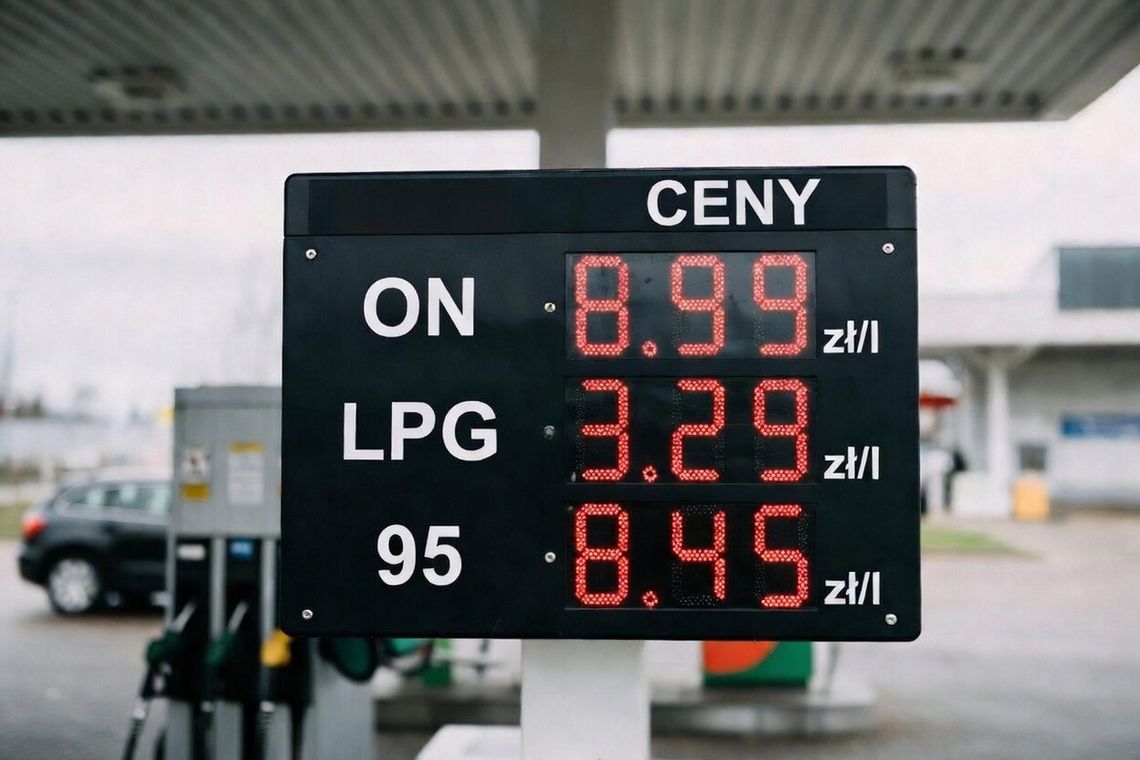 CENY
ON 8.99 zł/l
LPG 3.29 zł/l
95 8.45 zł/l